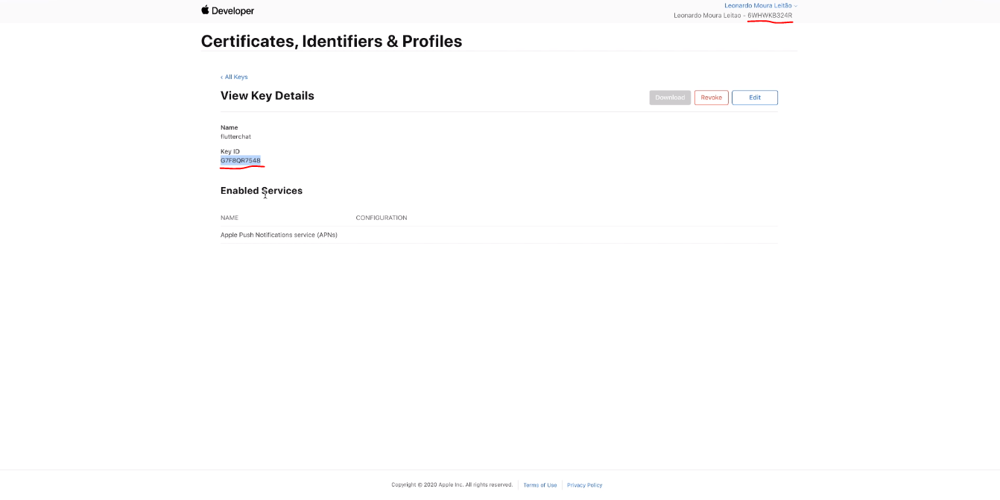 Developer
Leonardo Moura Leitão
Leonardo Moura Leitao - 6WHWKB324R
Certificates, Identifiers & Profiles
‹ All Keys
View Key Details
Download
Revoke
Edit
Name
flutterchat
Key ID
G7F8QR7548
Enabled Services
NAME
CONFIGURATION
Apple Push Notifications service (APNs)
Copyright © 2020 Apple Inc. All rights reserved.
Terms of Use
Privacy Policy